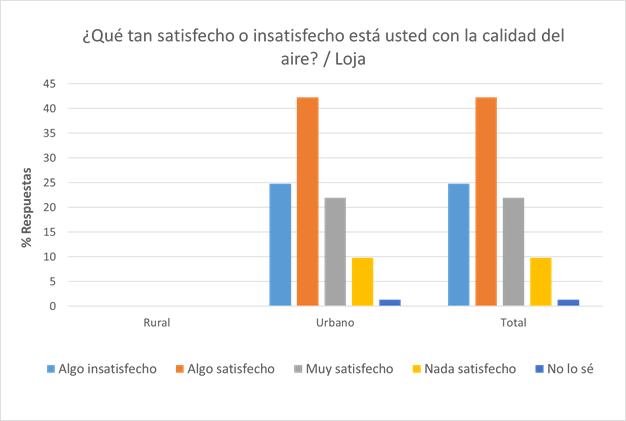 ¿Qué tan satisfecho o insatisfecho está usted con la calidad del
aire? / Loja
45
40
35
30
25
20
15
10
5
0
% Respuestas
Rural Urbano Total
Algo insatisfecho Algo satisfecho Muy satisfecho Nada satisfecho No lo sé